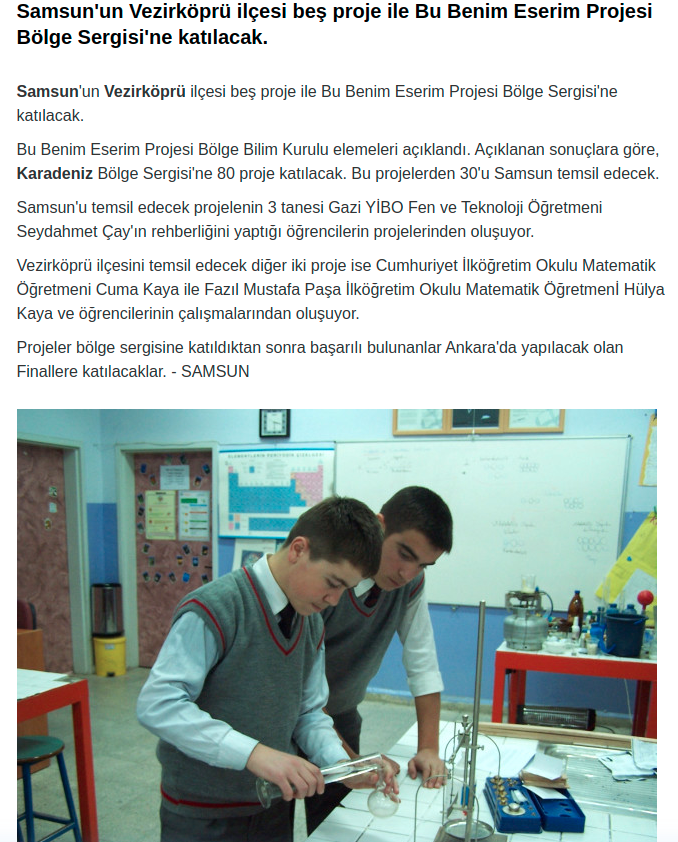 Samsun'un Vezirköprü ilçesi beş proje ile Bu Benim Eserim Projesi
Bölge Sergisi'ne katılacak.
Samsun'un Vezirköprü ilçesi beş proje ile Bu Benim Eserim Projesi Bölge Sergisi'ne
katılacak.
Bu Benim Eserim Projesi Bölge Bilim Kurulu elemeleri açıklandı. Açıklanan sonuçlara göre,
Karadeniz Bölge Sergisi'ne 80 proje katılacak. Bu projelerden 30'u Samsun temsil edecek.
Samsun'u temsil edecek projelenin 3 tanesi Gazi YİBO Fen ve Teknoloji Öğretmeni
Seydahmet Çay'ın rehberliğini yaptığı öğrencilerin projelerinden oluşuyor.
Vezirköprü ilçesini temsil edecek diğer iki proje ise Cumhuriyet İlköğretim Okulu Matematik
Öğretmeni Cuma Kaya ile Fazıl Mustafa Paşa İlköğretim Okulu Matematik Öğretmenİ Hülya
Kaya ve öğrencilerinin çalışmalarından oluşuyor.
Projeler bölge sergisine katıldıktan sonra başarılı bulunanlar Ankara'da yapılacak olan
Finallere katılacaklar. - SAMSUN
ELEMENTLERİN PERİYODİK ÇİZELGESİ